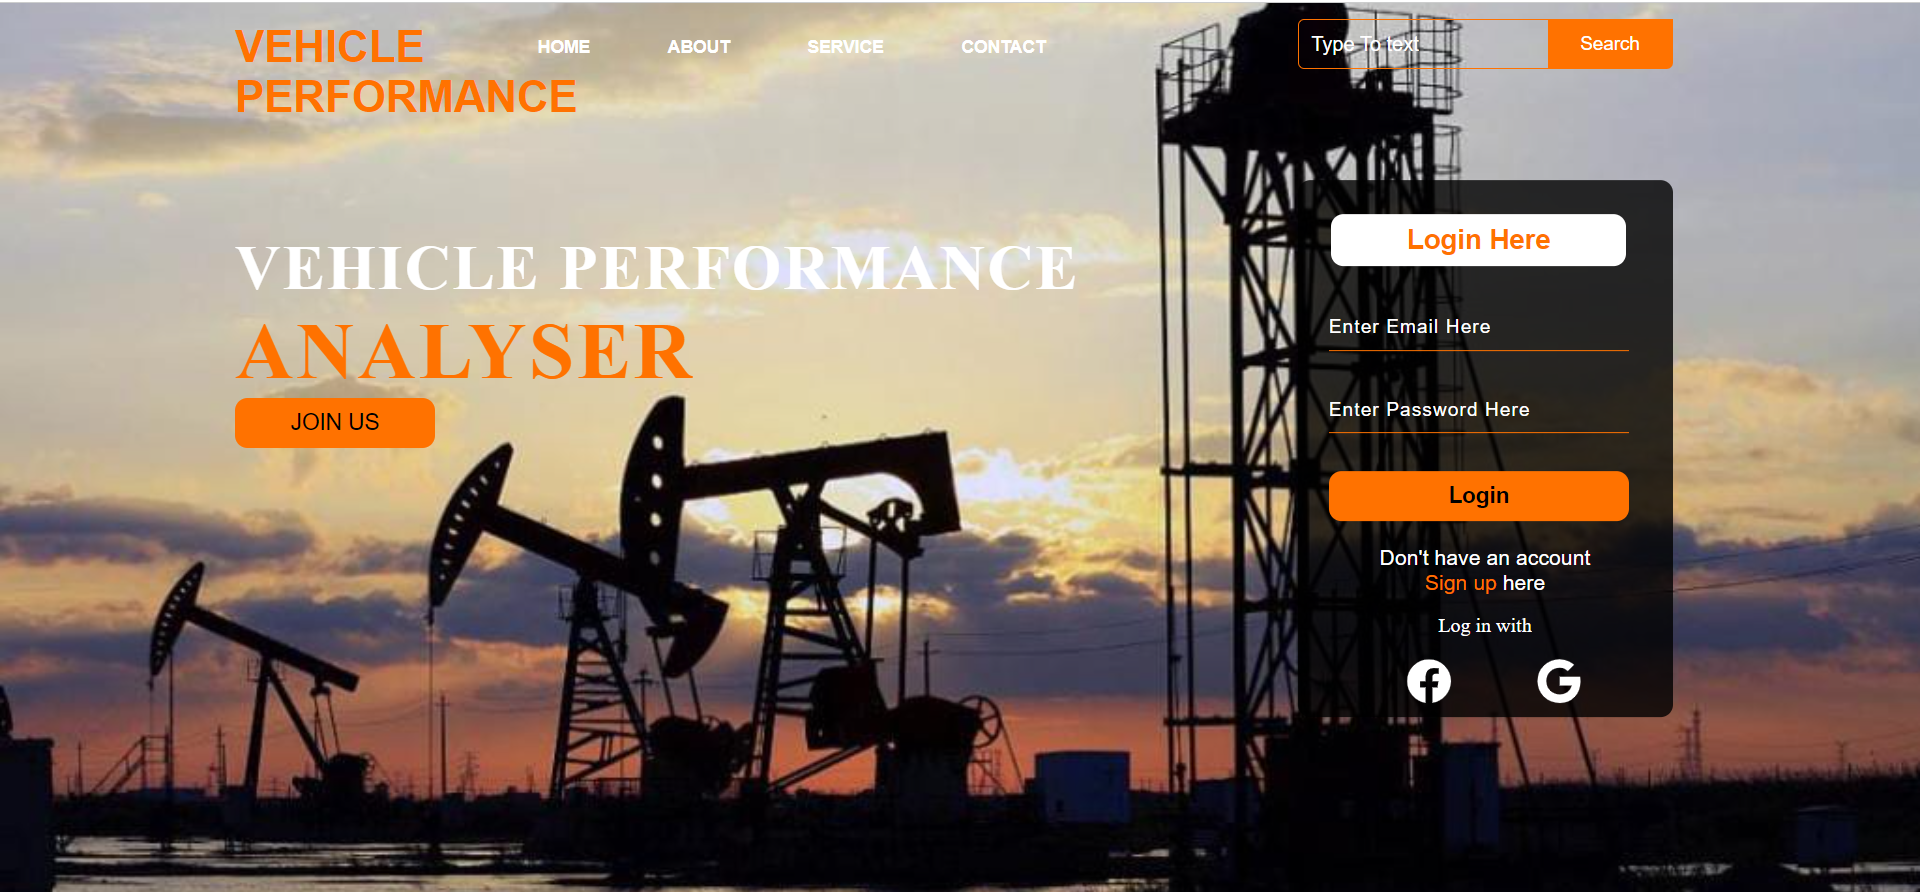 VEHICLE
PERFORMANCE
HOME
ABOUT
SERVICE
CONTACT
Type To text
Search
VEHICLE PERFORMANCE
ANALYSER
JOIN US
Login Here
Enter Email Here
Enter Password Here
Login
Don't have an account
Sign up here
Log in with